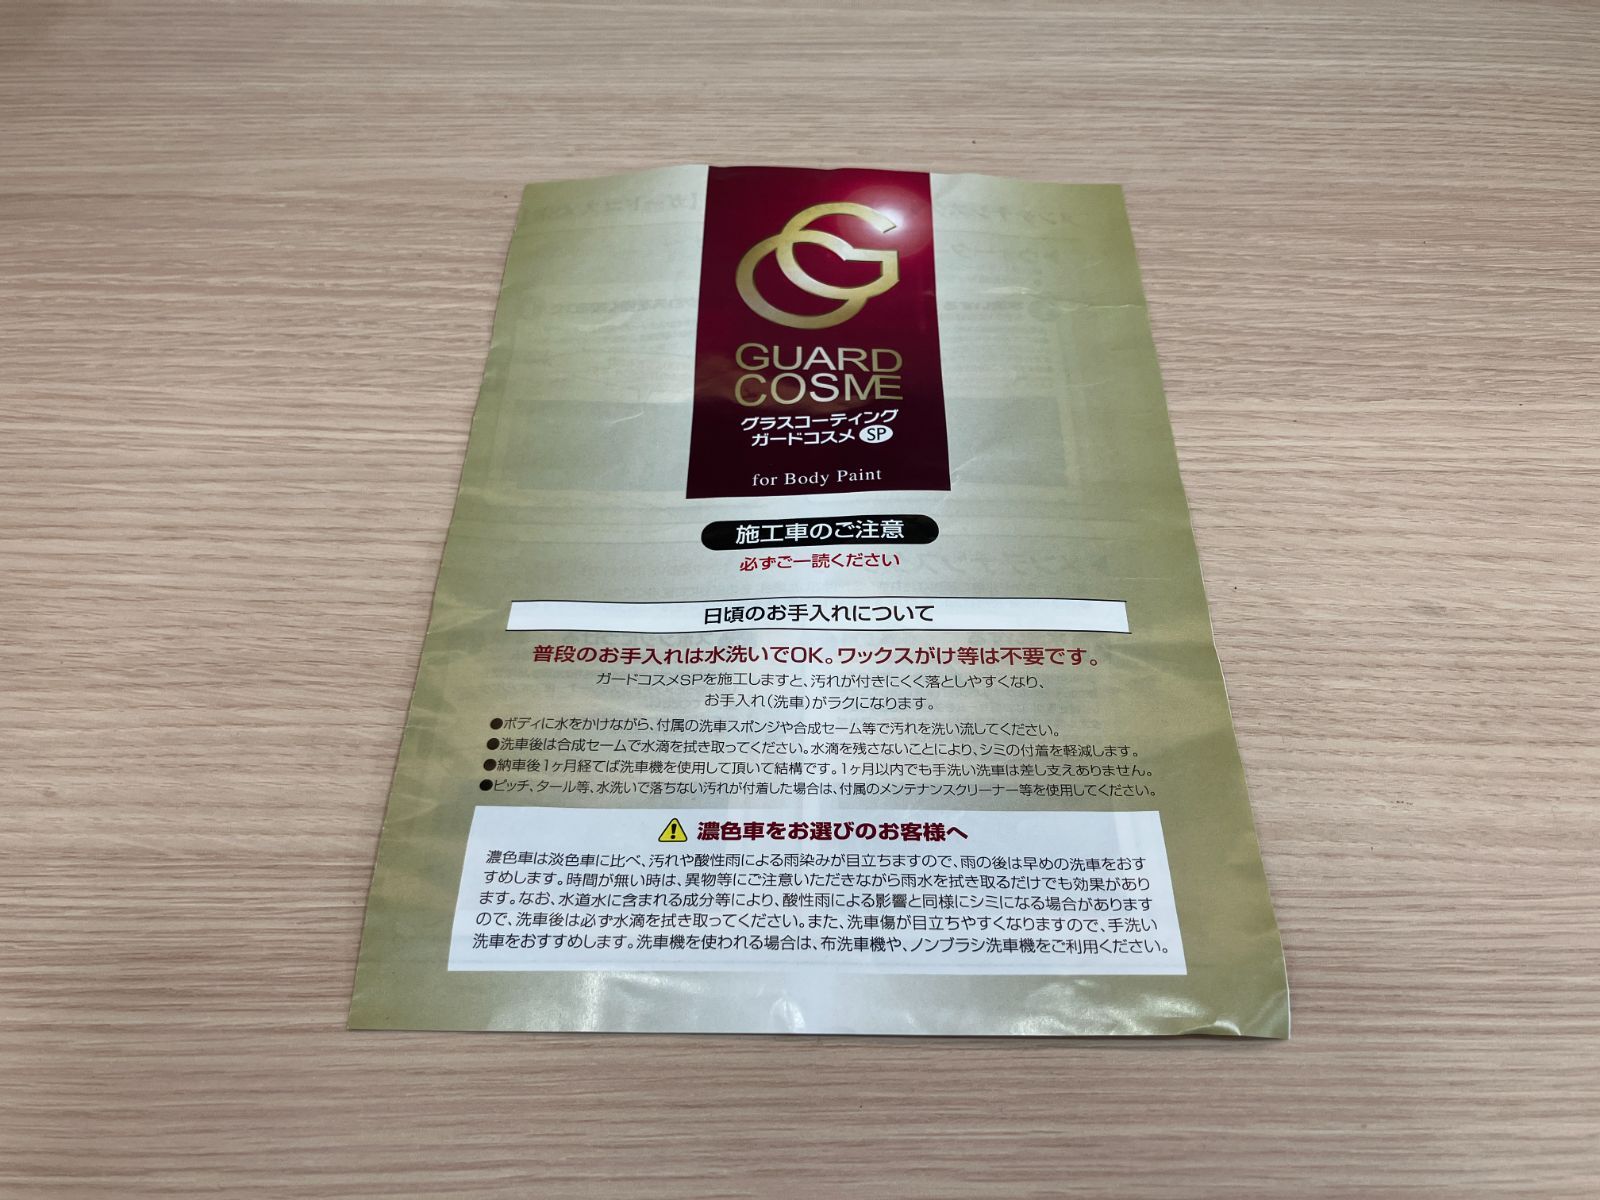 GUARD
COSME
グラスコーティング
ガードコスメ SP
for Body Paint
施工車のご注意
必ずご一読ください
日頃のお手入れについて
普段のお手入れは水洗いでOK。ワックスがけ等は不要です。
ガードコスメSPを施工しますと、汚れが付きにくく落としやすくなり、
お手入れ(洗車)がラクになります。
●ボディに水をかけながら、付属の洗車スポンジや合成セーム等で汚れを洗い流してください。
●洗車後は合成セームで水滴を拭き取ってください。水滴を残さないことにより、シミの付着を軽減します。
●納車後1ヶ月経てば洗車機を使用して頂いて結構です。1ヶ月以内でも手洗い洗車は差し支えありません。
●ピッチ、タール等、水洗いで落ちない汚れが付着した場合は、付属のメンテナンスクリーナー等を使用してください。
濃色車をお選びのお客様へ
濃色車は淡色車に比べ、汚れや酸性雨による雨染みが目立ちますので、雨の後は早めの洗車をおす
すめします。時間が無い時は、異物等にご注意いただきながら雨水を拭き取るだけでも効果があり
ます。なお、水道水に含まれる成分等により、酸性雨による影響と同様にシミになる場合があります
ので、洗車後は必ず水滴を拭き取ってください。また、洗車傷が目立ちやすくなりますので、手洗い
洗車をおすすめします。洗車機を使われる場合は、布洗車機や、ノンブラシ洗車機をご利用ください。